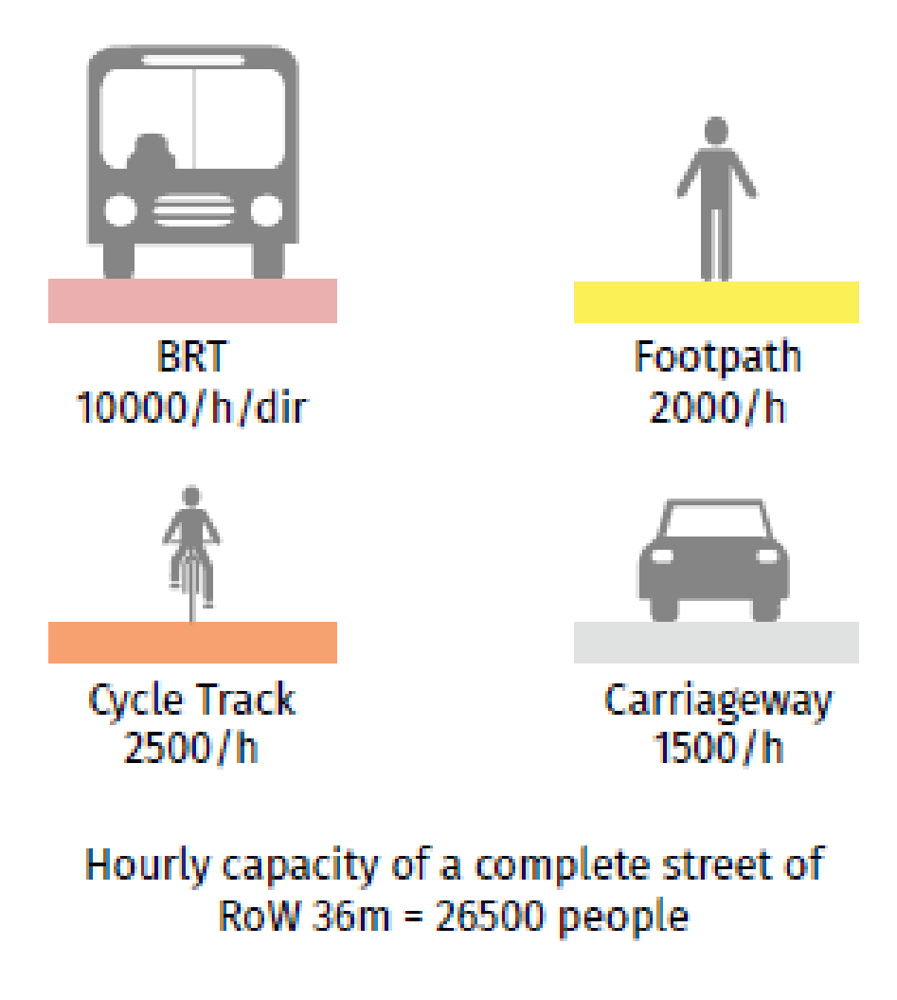 BRT
10000/h/dir
Footpath
2000/h
Cycle Track
2500/h
Carriageway
1500/h
Hourly capacity of a complete street of
RoW 36m = 26500 people